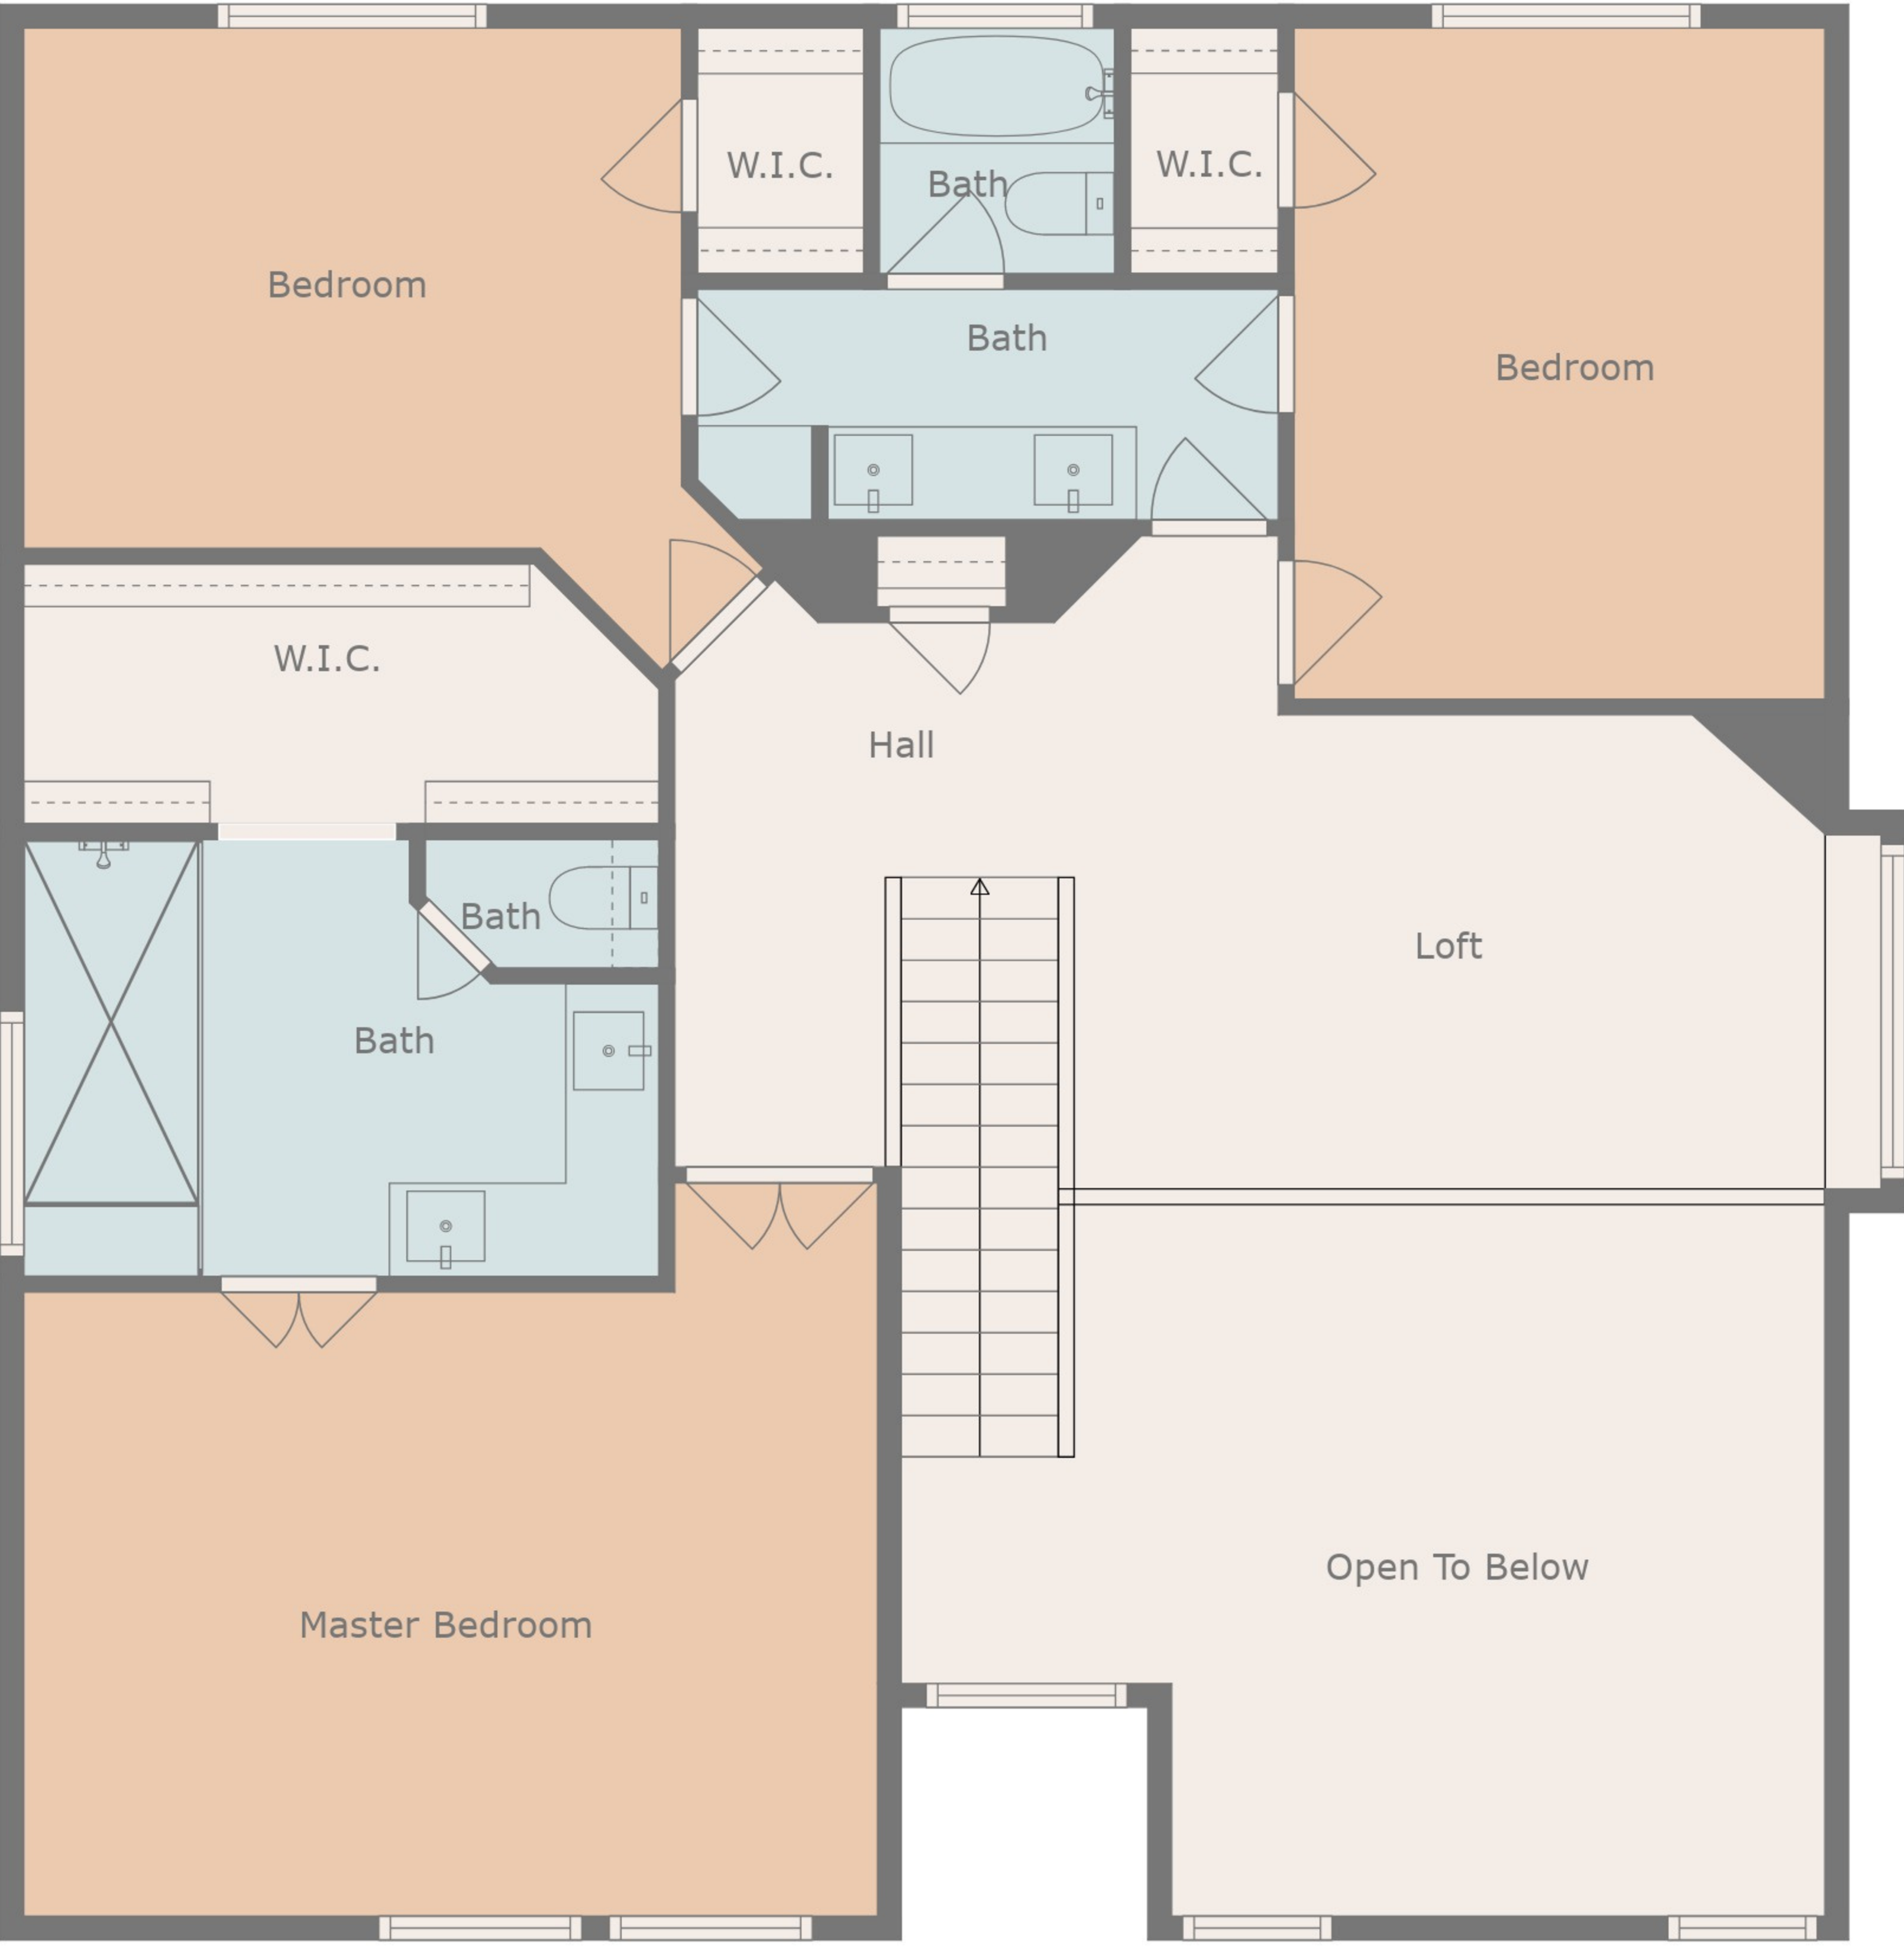 W.I.C.
W.I.C.
Bath
Bedroom
Bath
Bedroom
W.I.C.
Hall
Bath
Loft
Bath
Open To Below
Master Bedroom